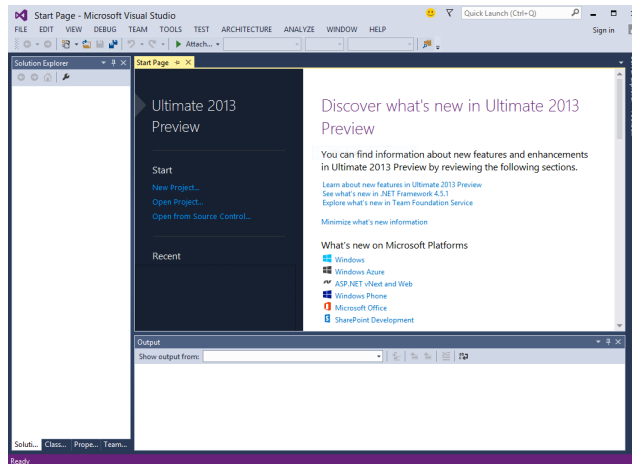 Start Page - Microsoft Visual Studio
Quick Launch (Ctrl+Q)
FILE EDIT VIEW DEBUG TEAM TOOLS TEST ARCHITECTURE ANALYZE WINDOW HELP
Sign in
Attach...
Solution Explorer
Start Page
Ultimate 2013
Preview
Start
New Project...
Open Project...
Open from Source Control...
Recent
Discover what's new in Ultimate 2013
Preview
You can find information about new features and enhancements
in Ultimate 2013 Preview by reviewing the following sections.
Learn about new features in Ultimate 2013 Preview
See what's new in .NET Framework 4.5.1
Explore what's new in Team Foundation Service
Minimize what's new information
What's new on Microsoft Platforms
Windows
Windows Azure
ASP.NET vNext and Web
Windows Phone
Microsoft Office
SharePoint Development
Output
Show output from:
Soluti... Class... Prope... Team...
Ready